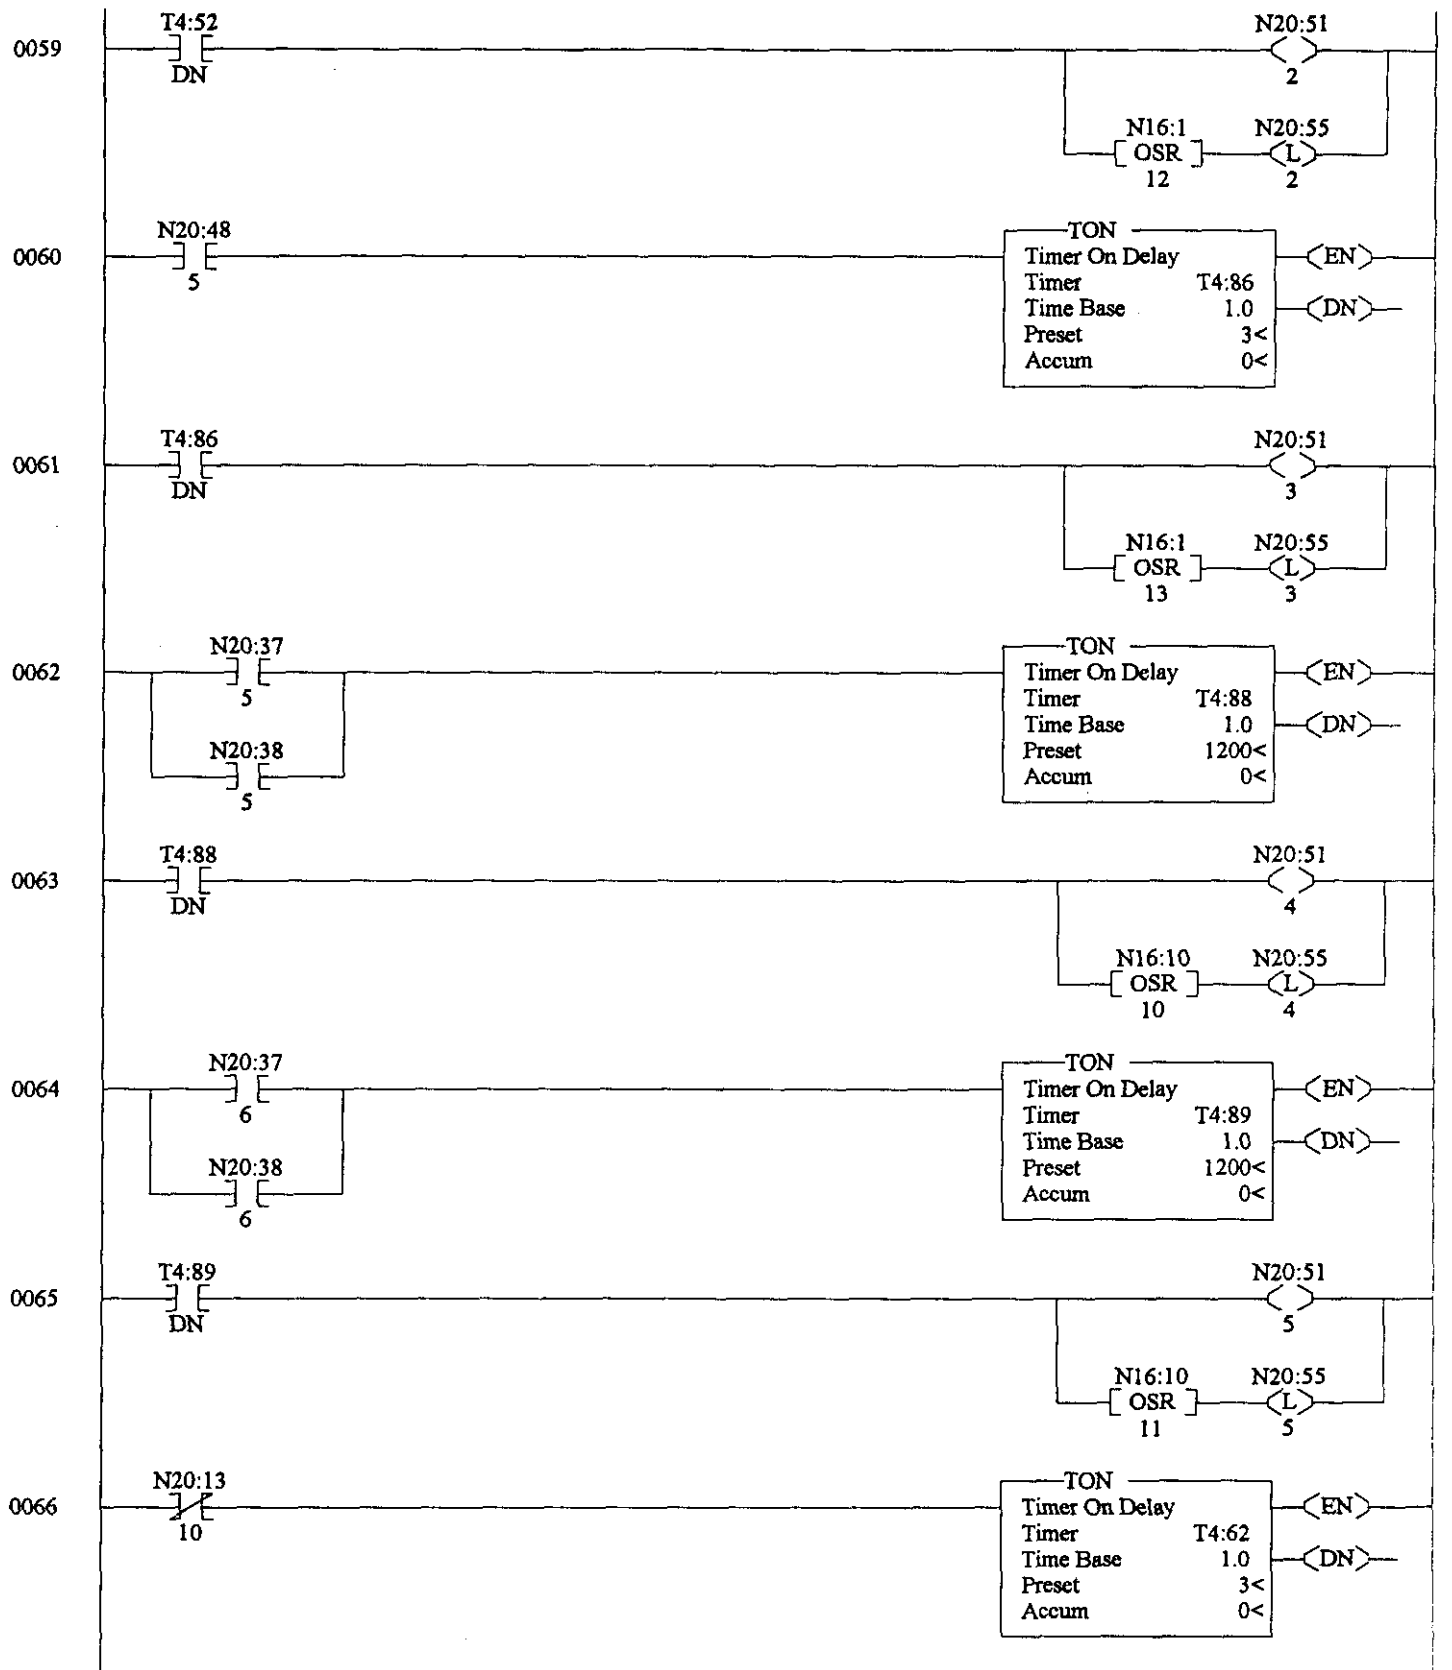 T4:52
N20:51
0059
DN
2
N16:1
N20:55
OSR
L
12
2
N20:48
TON
0060
Timer On Delay
EN
5
Timer T4:86
Time Base 1.0
DN
Preset 3<
Accum 0<
T4:86
N20:51
0061
DN
3
N16:1
N20:55
OSR
L
13
3
N20:37
TON
0062
Timer On Delay
EN
5
Timer T4:88
N20:38
Time Base 1.0
DN
Preset 1200<
5
Accum 0<
T4:88
N20:51
0063
DN
4
N16:10
N20:55
OSR
L
10
4
N20:37
TON
0064
Timer On Delay
EN
6
Timer T4:89
N20:38
Time Base 1.0
DN
Preset 1200<
6
Accum 0<
T4:89
N20:51
0065
DN
5
N16:10
N20:55
OSR
L
11
5
N20:13
TON
0066
Timer On Delay
EN
10
Timer T4:62
Time Base 1.0
DN
Preset 3<
Accum 0<